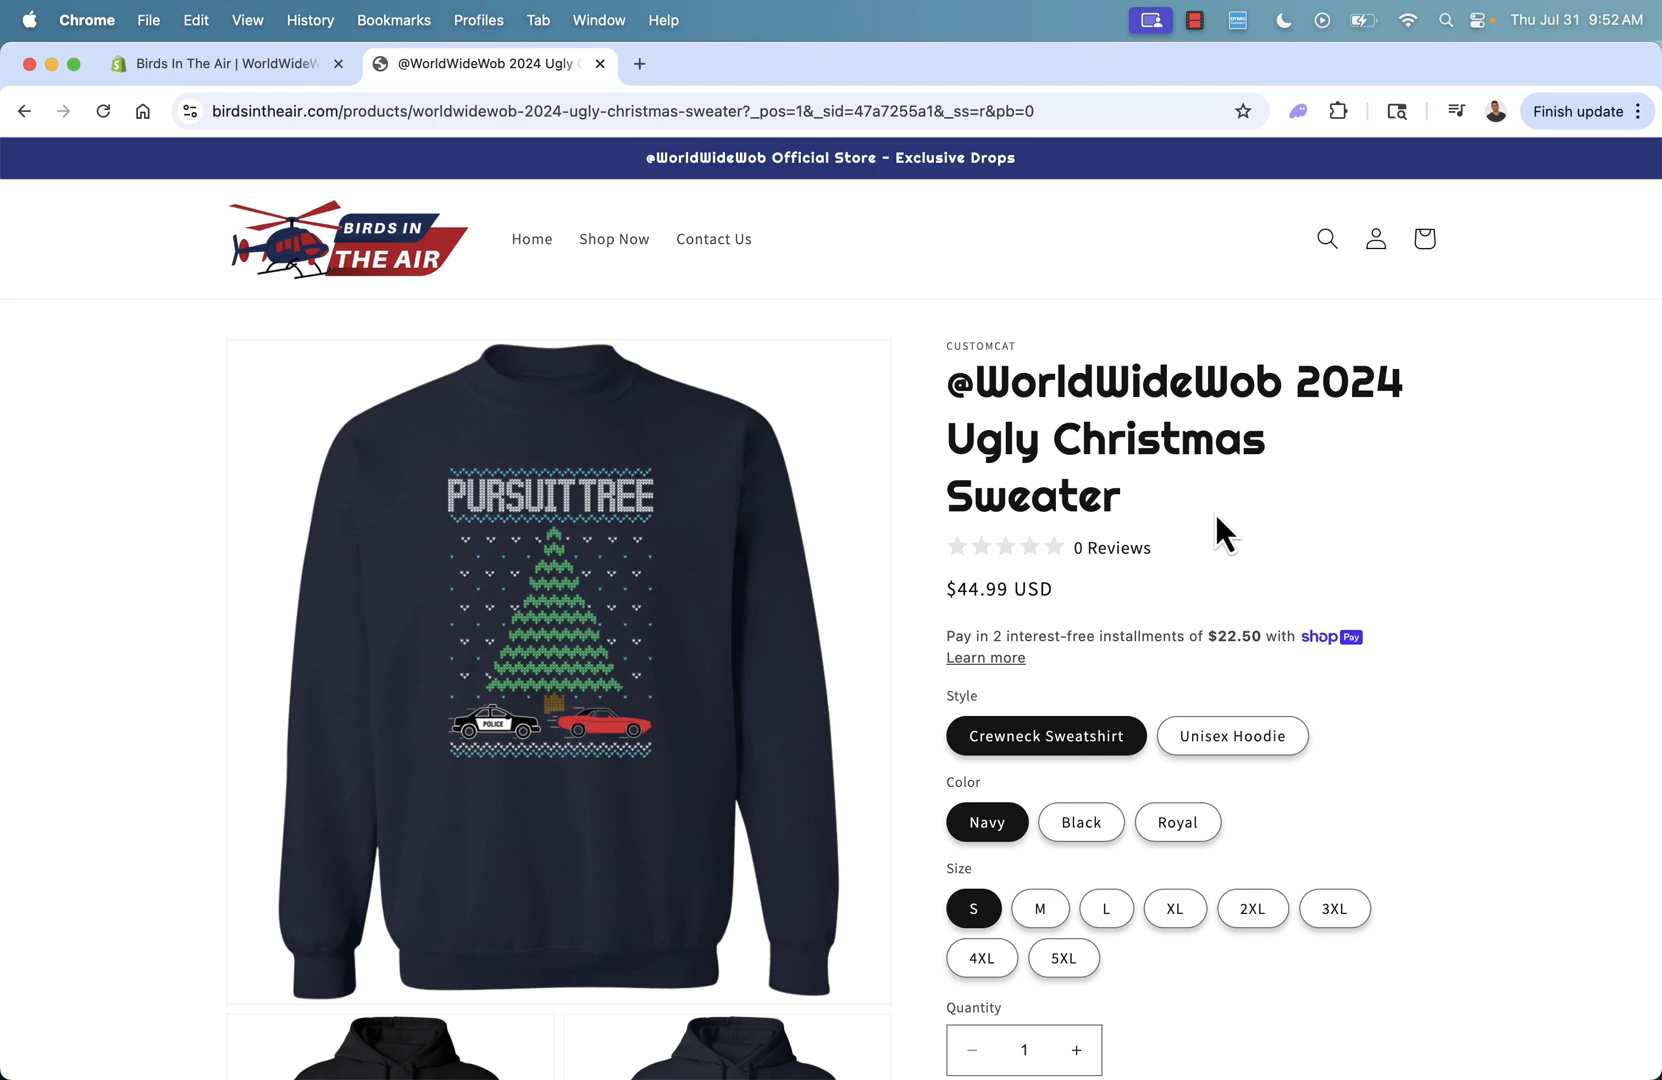 Chrome File Edit View History Bookmarks Profiles Tab Window Help
DYMO
Thu Jul 31 9:52 AM
Birds In The Air | WorldWideW
@WorldWideWob 2024 Ugly C
birdsintheair.com/products/worldwidewob-2024-ugly-christmas-sweater?_pos=1&_sid=47a7255a1&_ss=r&pb=0
Finish update
@WorldWideWob Official Store - Exclusive Drops
BIRDS IN
THE AIR
Home Shop Now Contact Us
PURSUIT TREE
POLICE
CUSTOMCAT
@WorldWideWob 2024
Ugly Christmas
Sweater
0 Reviews
$44.99 USD
Pay in 2 interest-free installments of $22.50 with shop Pay
Learn more
Style
Crewneck Sweatshirt Unisex Hoodie
Color
Navy Black Royal
Size
S M L XL 2XL 3XL
4XL 5XL
Quantity
− 1 +